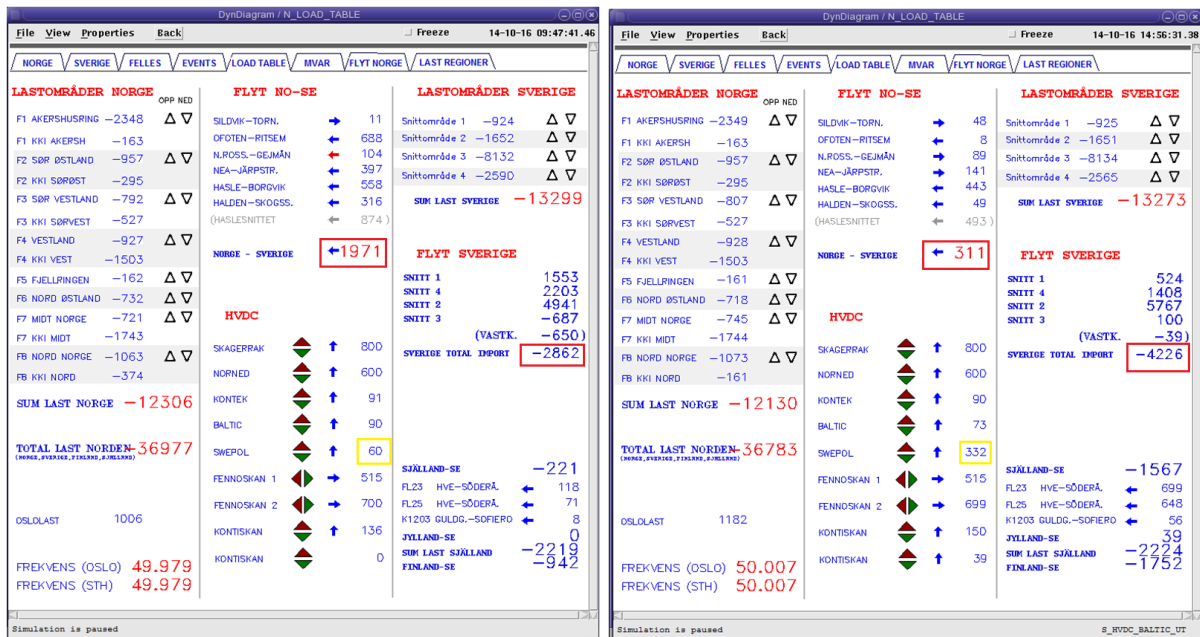 DynDiagram / N_LOAD_TABLE
File View Properties Back Freeze 14-10-16 09:47:41.46
NORGE SVERIGE FELLES EVENTS LOAD TABLE MVAR FLYT NORGE LAST REGIONER
LASTOMRÅDER NORGE
OPP NED
F1 AKERSHUSRING -2348
F1 KKI AKERSH -163
F2 SØR ØSTLAND -957
F2 KKI SØRØST -295
F3 SØR VESTLAND -792
F3 KKI SØRVEST -527
F4 VESTLAND -927
F4 KKI VEST -1503
F5 FJELLRINGEN -162
F6 NORD ØSTLAND -732
F7 MIDT NORGE -721
F7 KKI MIDT -1743
F8 NORD NORGE -1063
F8 KKI NORD -374
SUM LAST NORGE -12306
TOTAL LAST NORDEN -36977
(NORGE,SVERIGE,FINLAND,SJÆLLAND)
OSLOLAST 1006
FREKVENS (OSLO) 49.979
FREKVENS (STH) 49.979
FLYT NO-SE
SILDVIK-TORN. → 11
OFOTEN-RITSEM ← 688
N.ROSS.-GEJMÅN ← 104
NEA-JÄRPSTR. ← 397
HASLE-BORGVIK ← 558
HALDEN-SKOGSS. ← 316
(HASLESNITTET ← 874)
NORGE - SVERIGE ←1971
HVDC
SKAGERRAK ↑ 800
NORNED ↑ 600
KONTEK ↑ 91
BALTIC ↑ 90
SWEPOL ↑ 60
FENNOSKAN 1 → 515
FENNOSKAN 2 → 700
KONTISKAN ↑ 136
KONTISKAN 0
LASTOMRÅDER SVERIGE
Snittområde 1 -924
Snittområde 2 -1652
Snittområde 3 -8132
Snittområde 4 -2590
SUM LAST SVERIGE -13299
FLYT SVERIGE
SNITT 1 1553
SNITT 4 2203
SNITT 2 4941
SNITT 3 -687
(VASTK. -650)
SVERIGE TOTAL IMPORT -2862
SJÄLLAND-SE -221
FL23 HVE-SÖDERÅ. ← 118
FL25 HVE-SÖDERÅ. ← 71
K1203 GULDG.-SOFIERO ← 8
JYLLAND-SE 0
SUM LAST SJÄLLAND -2219
FINLAND-SE -942
Simulation is paused
DynDiagram / N_LOAD_TABLE
File View Properties Back Freeze 14-10-16 14:56:31.38
NORGE SVERIGE FELLES EVENTS LOAD TABLE MVAR FLYT NORGE LAST REGIONER
LASTOMRÅDER NORGE
OPP NED
F1 AKERSHUSRING -2349
F1 KKI AKERSH -163
F2 SØR ØSTLAND -957
F2 KKI SØRØST -295
F3 SØR VESTLAND -807
F3 KKI SØRVEST -527
F4 VESTLAND -928
F4 KKI VEST -1503
F5 FJELLRINGEN -161
F6 NORD ØSTLAND -718
F7 MIDT NORGE -745
F7 KKI MIDT -1744
F8 NORD NORGE -1073
F8 KKI NORD -161
SUM LAST NORGE -12130
TOTAL LAST NORDEN -36783
(NORGE,SVERIGE,FINLAND,SJÆLLAND)
OSLOLAST 1182
FREKVENS (OSLO) 50.007
FREKVENS (STH) 50.007
FLYT NO-SE
SILDVIK-TORN. → 48
OFOTEN-RITSEM ← 8
N.ROSS.-GEJMÅN → 89
NEA-JÄRPSTR. → 141
HASLE-BORGVIK ← 443
HALDEN-SKOGSS. ← 49
(HASLESNITTET ← 493)
NORGE - SVERIGE ← 311
HVDC
SKAGERRAK ↑ 800
NORNED ↑ 600
KONTEK ↑ 90
BALTIC ↑ 73
SWEPOL ↑ 332
FENNOSKAN 1 → 515
FENNOSKAN 2 → 699
KONTISKAN ↑ 150
KONTISKAN ↑ 39
LASTOMRÅDER SVERIGE
Snittområde 1 -925
Snittområde 2 -1651
Snittområde 3 -8134
Snittområde 4 -2565
SUM LAST SVERIGE -13273
FLYT SVERIGE
SNITT 1 524
SNITT 4 1408
SNITT 2 5767
SNITT 3 100
(VASTK. -39)
SVERIGE TOTAL IMPORT -4226
SJÄLLAND-SE -1567
FL23 HVE-SÖDERÅ. ← 699
FL25 HVE-SÖDERÅ. ← 648
K1203 GULDG.-SOFIERO ← 56
JYLLAND-SE 39
SUM LAST SJÄLLAND -2224
FINLAND-SE -1752
Simulation is paused S_HVDC_BALTIC_UT